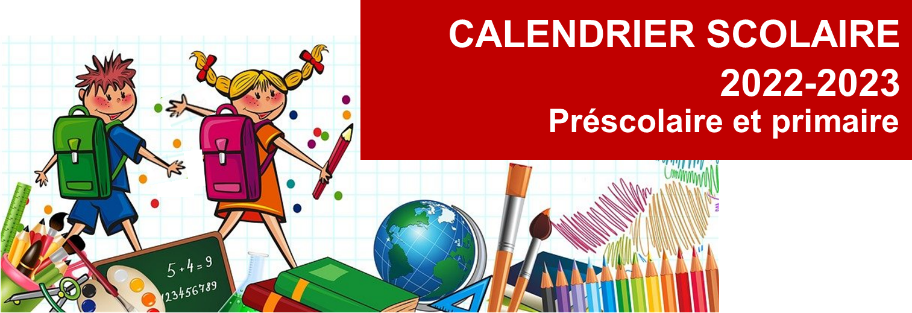 CALENDRIER SCOLAIRE
2022-2023
Préscolaire et primaire
5+4=9
123456789